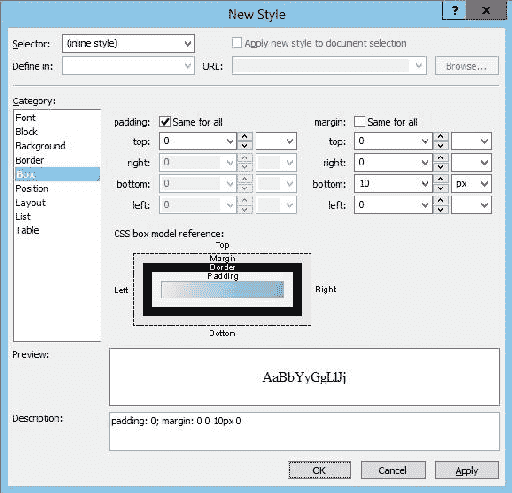 New Style
? X
Selector: (inline style) Apply new style to document selection
Define in: URL: Browse...
Category:
Font
Block
Background
Border
Box
Position
Layout
List
Table
padding: Same for all
top: 0
right: 0
bottom: 0
left: 0
margin: Same for all
top: 0
right: 0
bottom: 10 px
left: 0
CSS box model reference:
Top
Margin
Border
Padding
Left Right
Bottom
Preview:
AaBbYyGgLlJj
Description:
padding: 0; margin: 0 0 10px 0
OK Cancel Apply